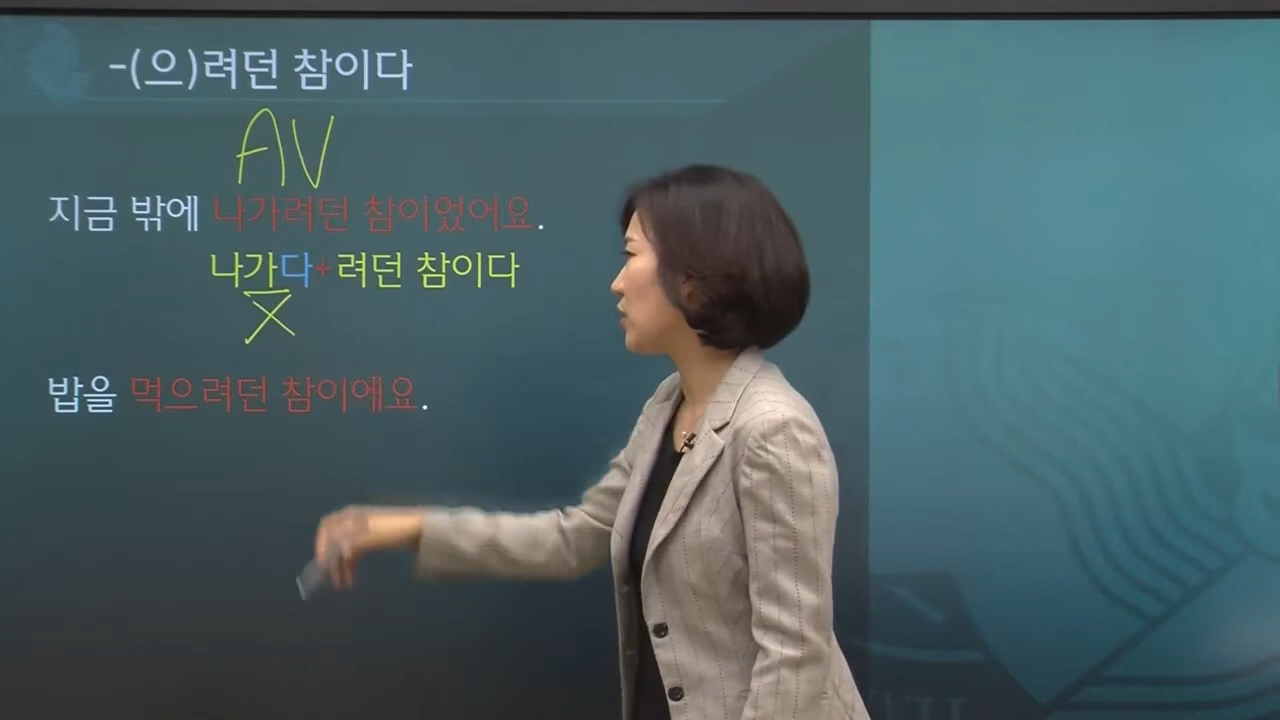 -(으)려던 참이다
AV
지금 밖에 나가려던 참이었어요.
나가다+려던 참이다
X
밥을 먹으려던 참이에요.